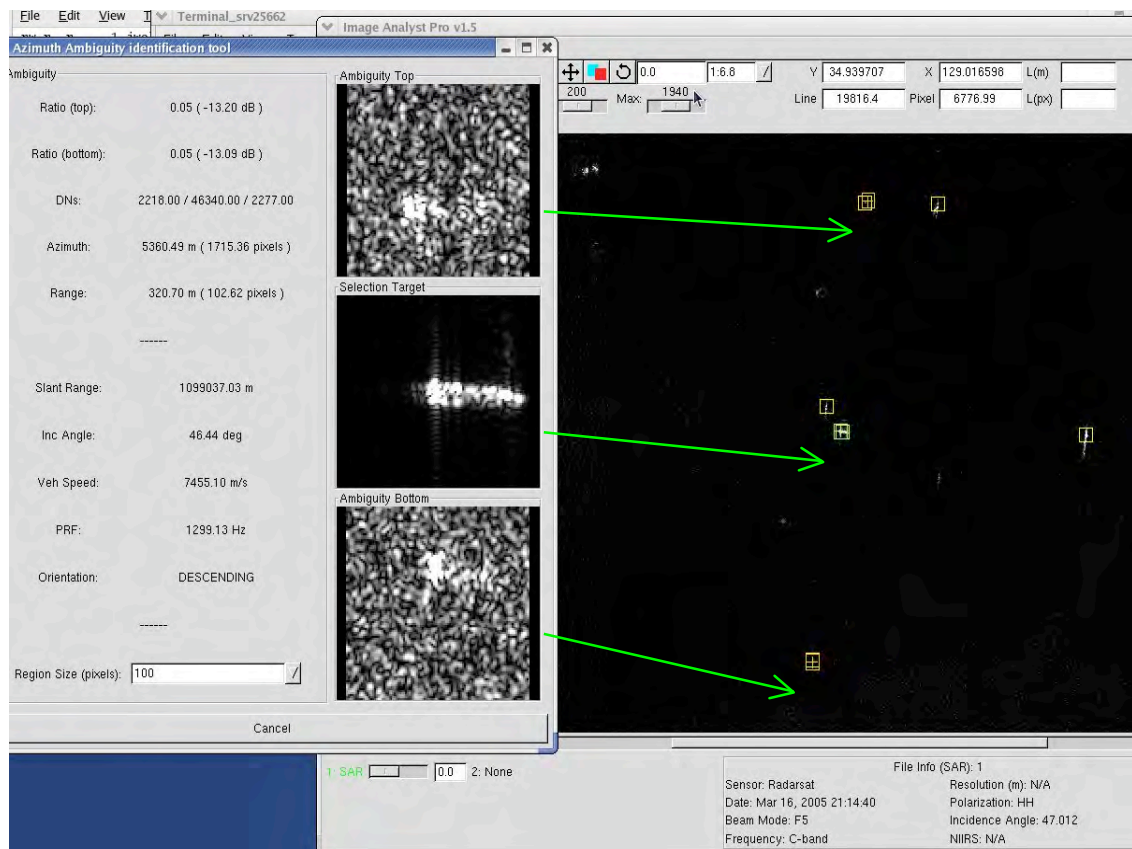 File Edit View T Terminal_srv25662
Image Analyst Pro v1.5
Azimuth Ambiguity identification tool
Ambiguity
Ratio (top): 0.05 ( -13.20 dB )
Ratio (bottom): 0.05 ( -13.09 dB )
DNs: 2218.00 / 46340.00 / 2277.00
Azimuth: 5360.49 m ( 1715.36 pixels )
Range: 320.70 m ( 102.62 pixels )
------
Slant Range: 1099037.03 m
Inc Angle: 46.44 deg
Veh Speed: 7455.10 m/s
PRF: 1299.13 Hz
Orientation: DESCENDING
------
Region Size (pixels): 100
Cancel
Ambiguity Top
Selection Target
Ambiguity Bottom
0.0 1:6.8 Y 34.939707 X 129.016598 L(m)
200 Max: 1940 Line 19816.4 Pixel 6776.99 L(px)
1: SAR 0.0 2: None
File Info (SAR): 1
Sensor: Radarsat Resolution (m): N/A
Date: Mar 16, 2005 21:14:40 Polarization: HH
Beam Mode: F5 Incidence Angle: 47.012
Frequency: C-band NIIRS: N/A